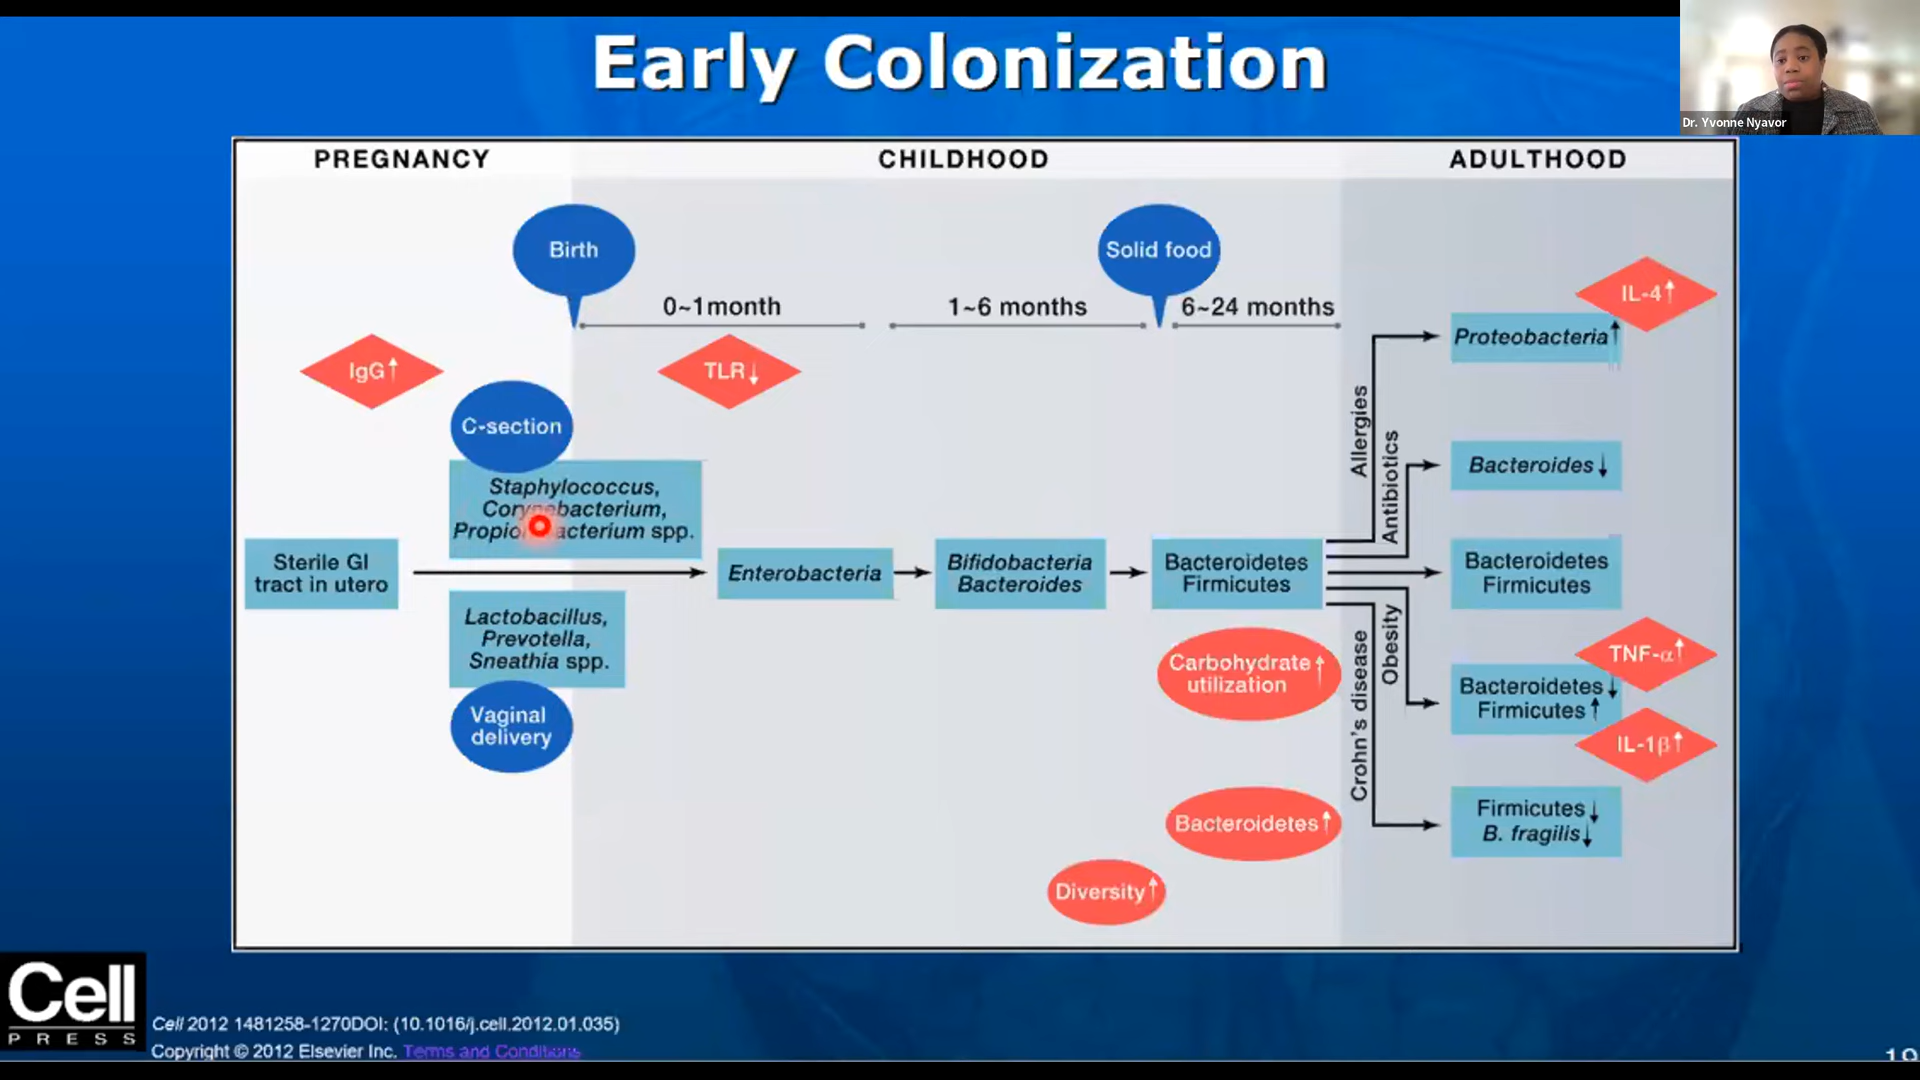 Early Colonization
Dr. Yvonne Nyavor
PREGNANCY
CHILDHOOD
ADULTHOOD
Birth
Solid food
0~1month
1~6 months
6~24 months
IL-4↑
Proteobacteria↑
IgG↑
TLR↓
C-section
Allergies
Antibiotics
Staphylococcus,
Corynebacterium,
Propionibacterium spp.
Bacteroides↓
Sterile GI
tract in utero
Enterobacteria
Bifidobacteria
Bacteroides
Bacteroidetes
Firmicutes
Bacteroidetes
Firmicutes
Lactobacillus,
Prevotella,
Sneathia spp.
Vaginal
delivery
Carbohydrate↑
utilization
Crohn's disease
Obesity
TNF-α↑
Bacteroidetes↓
Firmicutes↑
IL-1β↑
Bacteroidetes↑
Firmicutes↓
B. fragilis↓
Diversity↑
Cell
PRESS
Cell 2012 1481258-1270DOI: (10.1016/j.cell.2012.01.035)
Copyright © 2012 Elsevier Inc. Terms and Conditions
19